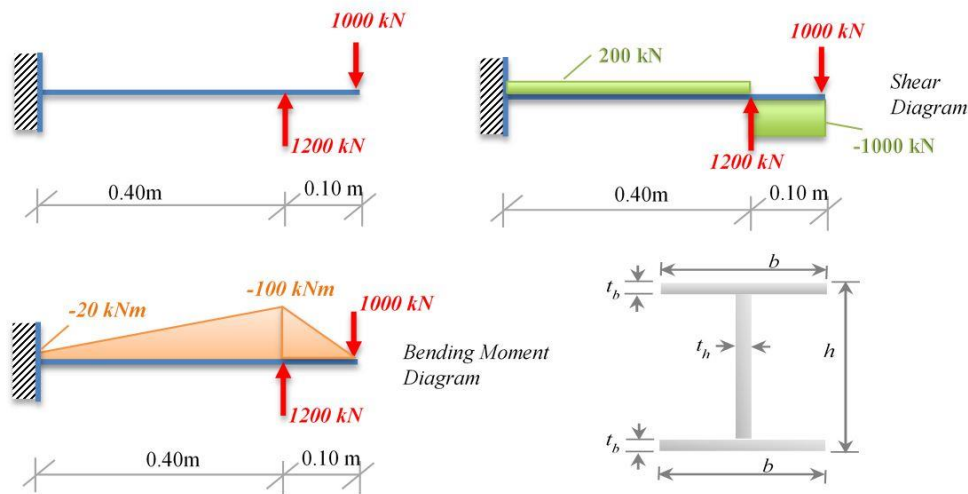 1000 kN
1200 kN
0.40m
0.10 m
200 kN
1000 kN
Shear
Diagram
1200 kN
-1000 kN
0.40m
0.10 m
-20 kNm
-100 kNm
1000 kN
Bending Moment
Diagram
1200 kN
0.40m
0.10 m
b
t_b
t_h
h
t_b
b